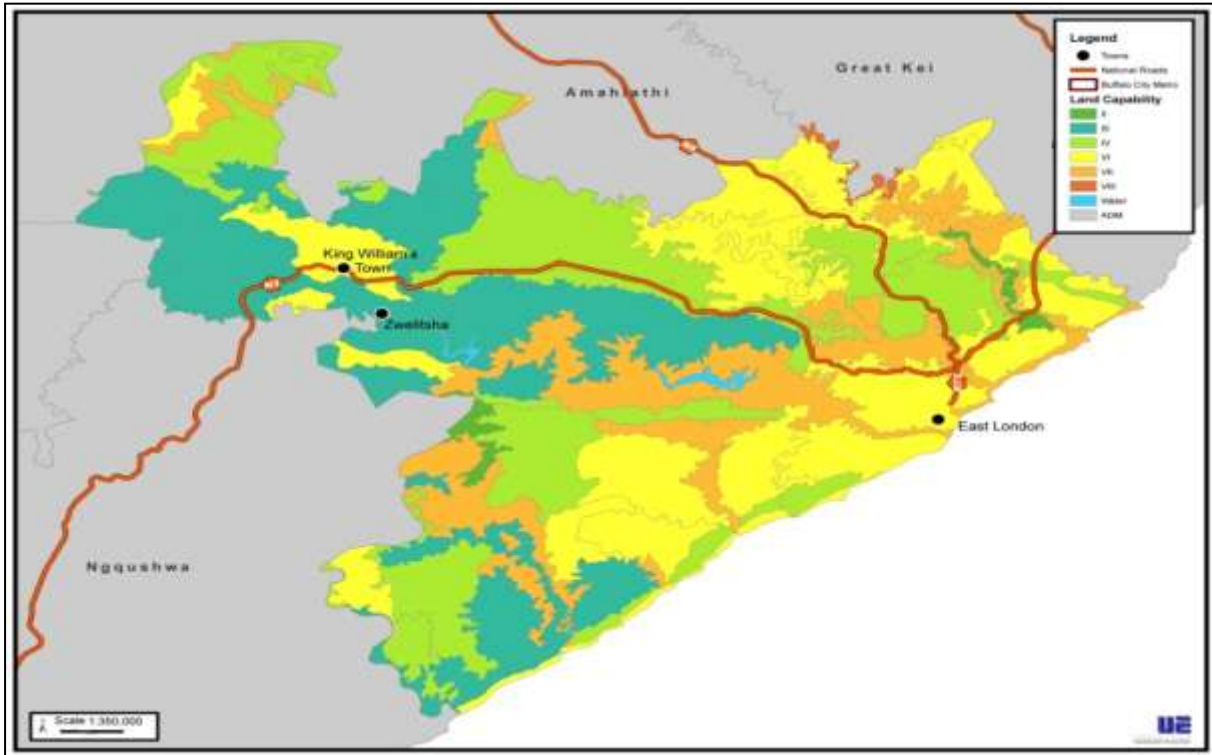 Great Kei
Amahlathi
Legend
Towns
National Roads
Buffalo City Metro
Land Capability
II
III
IV
VI
VII
VIII
Water
ADM
King William's
Town
Zwelitsha
East London
Ngqushwa
Scale 1:350,000
UE